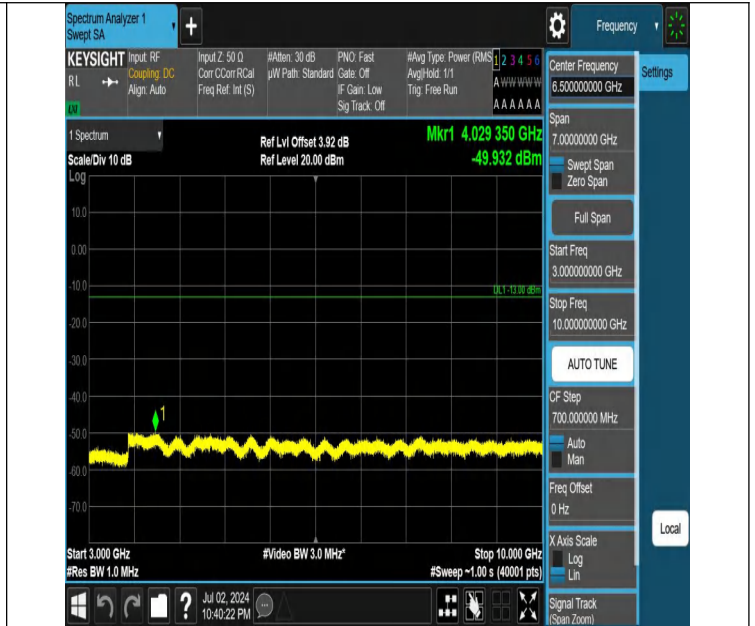 Spectrum Analyzer 1
Swept SA
Frequency
KEYSIGHT
RL
LXI
Input: RF
Coupling: DC
Align: Auto
Input Z: 50 Ω
Corr CCorr RCal
Freq Ref: Int (S)
#Atten: 30 dB
µW Path: Standard
PNO: Fast
Gate: Off
IF Gain: Low
Sig Track: Off
#Avg Type: Power (RMS
Avg|Hold: 1/1
Trig: Free Run
1 2 3 4 5 6
A W W W W W
A A A A A A
1 Spectrum
Scale/Div 10 dB
Log
Ref Lvl Offset 3.92 dB
Ref Level 20.00 dBm
Mkr1 4.029 350 GHz
-49.932 dBm
10.0
0.00
-10.0
DL1 -13.00 dBm
-20.0
-30.0
-40.0
1
-50.0
-60.0
-70.0
Start 3.000 GHz
#Video BW 3.0 MHz*
Stop 10.000 GHz
#Res BW 1.0 MHz
#Sweep ~1.00 s (40001 pts)
Jul 02, 2024
10:40:22 PM
Center Frequency
6.500000000 GHz
Settings
Span
7.00000000 GHz
Swept Span
Zero Span
Full Span
Start Freq
3.000000000 GHz
Stop Freq
10.000000000 GHz
AUTO TUNE
CF Step
700.000000 MHz
Auto
Man
Freq Offset
0 Hz
X Axis Scale
Log
Lin
Local
Signal Track
(Span Zoom)